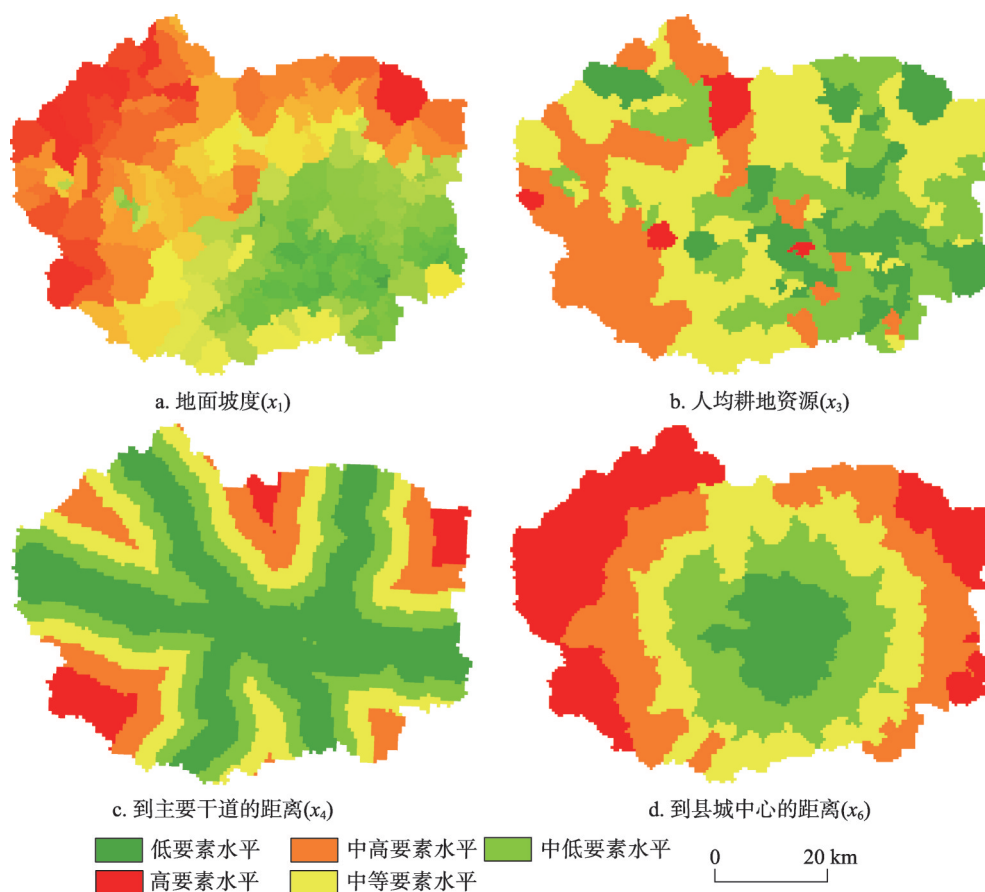 a. 地面坡度(x₁)
b. 人均耕地资源(x₃)
c. 到主要干道的距离(x₄)
d. 到县城中心的距离(x₆)
低要素水平 中高要素水平 中低要素水平
高要素水平 中等要素水平
0 20 km